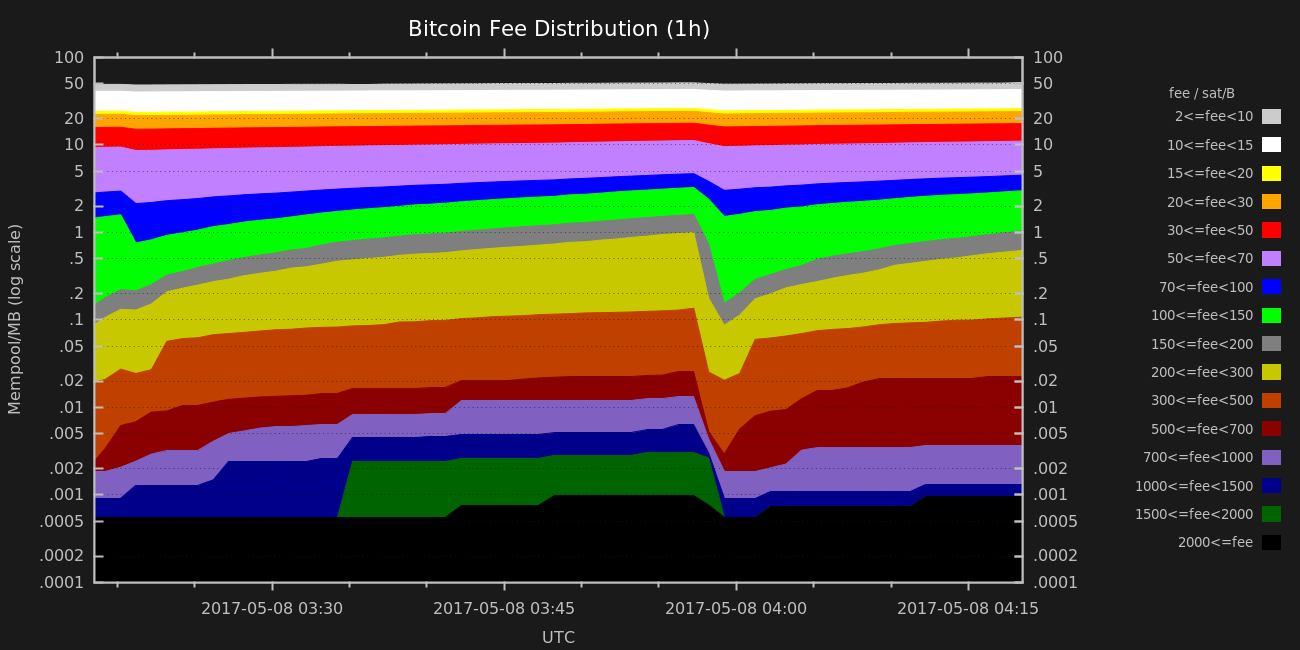 Bitcoin Fee Distribution (1h)
Mempool/MB (log scale)
100 100
50 50
20 20
10 10
5 5
2 2
1 1
.5 .5
.2 .2
.1 .1
.05 .05
.02 .02
.01 .01
.005 .005
.002 .002
.001 .001
.0005 .0005
.0002 .0002
.0001 .0001
2017-05-08 03:30 2017-05-08 03:45 2017-05-08 04:00 2017-05-08 04:15
UTC
fee / sat/B
2<=fee<10
10<=fee<15
15<=fee<20
20<=fee<30
30<=fee<50
50<=fee<70
70<=fee<100
100<=fee<150
150<=fee<200
200<=fee<300
300<=fee<500
500<=fee<700
700<=fee<1000
1000<=fee<1500
1500<=fee<2000
2000<=fee